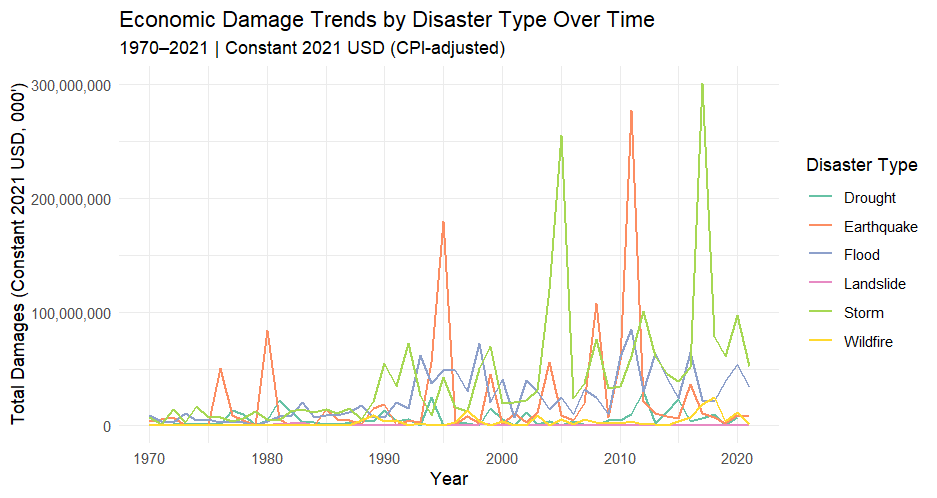 Economic Damage Trends by Disaster Type Over Time
1970–2021 | Constant 2021 USD (CPI-adjusted)
Total Damages (Constant 2021 USD, 000')
300,000,000
200,000,000
100,000,000
0
1970
1980
1990
2000
2010
2020
Year
Disaster Type
Drought
Earthquake
Flood
Landslide
Storm
Wildfire